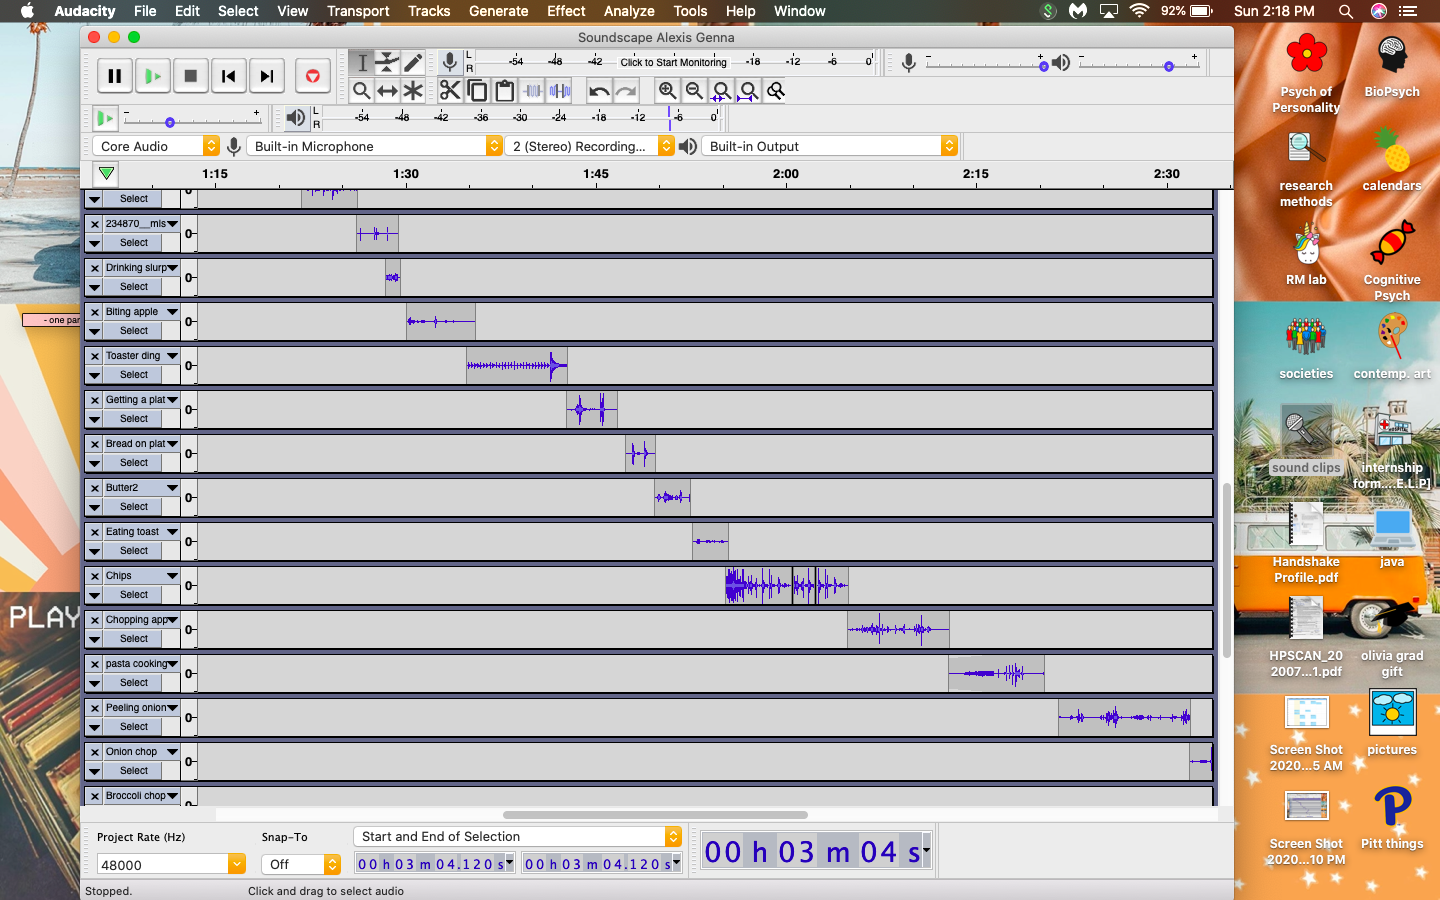 Audacity File Edit Select View Transport Tracks Generate Effect Analyze Tools Help Window 92% Sun 2:18 PM
Soundscape Alexis Genna
L R -54 -48 -42 Click to Start Monitoring -18 -12 -6 0
- + - +
- + L R -54 -48 -42 -36 -30 -24 -18 -12 -6 0
Core Audio Built-in Microphone 2 (Stereo) Recording... Built-in Output
1:15 1:30 1:45 2:00 2:15 2:30
Select 0
234870__mis 0-
Select
Drinking slurp 0-
Select
Biting apple 0-
Select
Toaster ding 0-
Select
Getting a plat 0-
Select
Bread on plat 0-
Select
Butter2 0-
Select
Eating toast 0-
Select
Chips 0-
Select
Chopping app 0-
Select
pasta cooking 0-
Select
Peeling onion 0-
Select
Onion chop 0-
Select
Broccoli chop 0-
Project Rate (Hz) Snap-To Start and End of Selection
48000 Off 00 h 03 m 04.120 s 00 h 03 m 04.120 s 00 h 03 m 04 s
Stopped. Click and drag to select audio
- one par
PLAY
Psych of
Personality
BioPsych
research
methods
calendars
RM lab
Cognitive
Psych
societies
contemp. art
HOSPITAL
sound clips
internship
form....E.L.P]
Handshake
Profile.pdf
java
HPSCAN_20
2007...1.pdf
olivia grad
gift
Screen Shot
2020...5 AM
pictures
Screen Shot
2020...10 PM
Pitt things